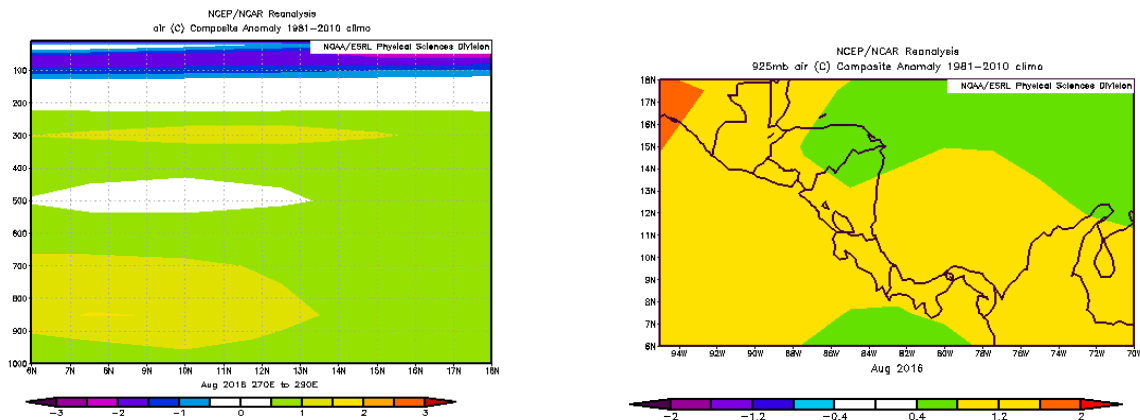 NCEP/NCAR Reanalysis
air (C) Composite Anomaly 1981-2010 climo
NOAA/ESRL Physical Sciences Division
100
200
300
400
500
600
700
800
900
1000
6N 7N 8N 9N 10N 11N 12N 13N 14N 15N 16N 17N 18N
Aug 2016 270E to 290E
-3 -2 -1 0 1 2 3
NCEP/NCAR Reanalysis
925mb air (C) Composite Anomaly 1981-2010 climo
NOAA/ESRL Physical Sciences Division
18N
17N
16N
15N
14N
13N
12N
11N
10N
9N
8N
7N
6N
94W 92W 90W 88W 86W 84W 82W 80W 78W 76W 74W 72W 70W
Aug 2016
-2 -1.2 -0.4 0.4 1.2 2